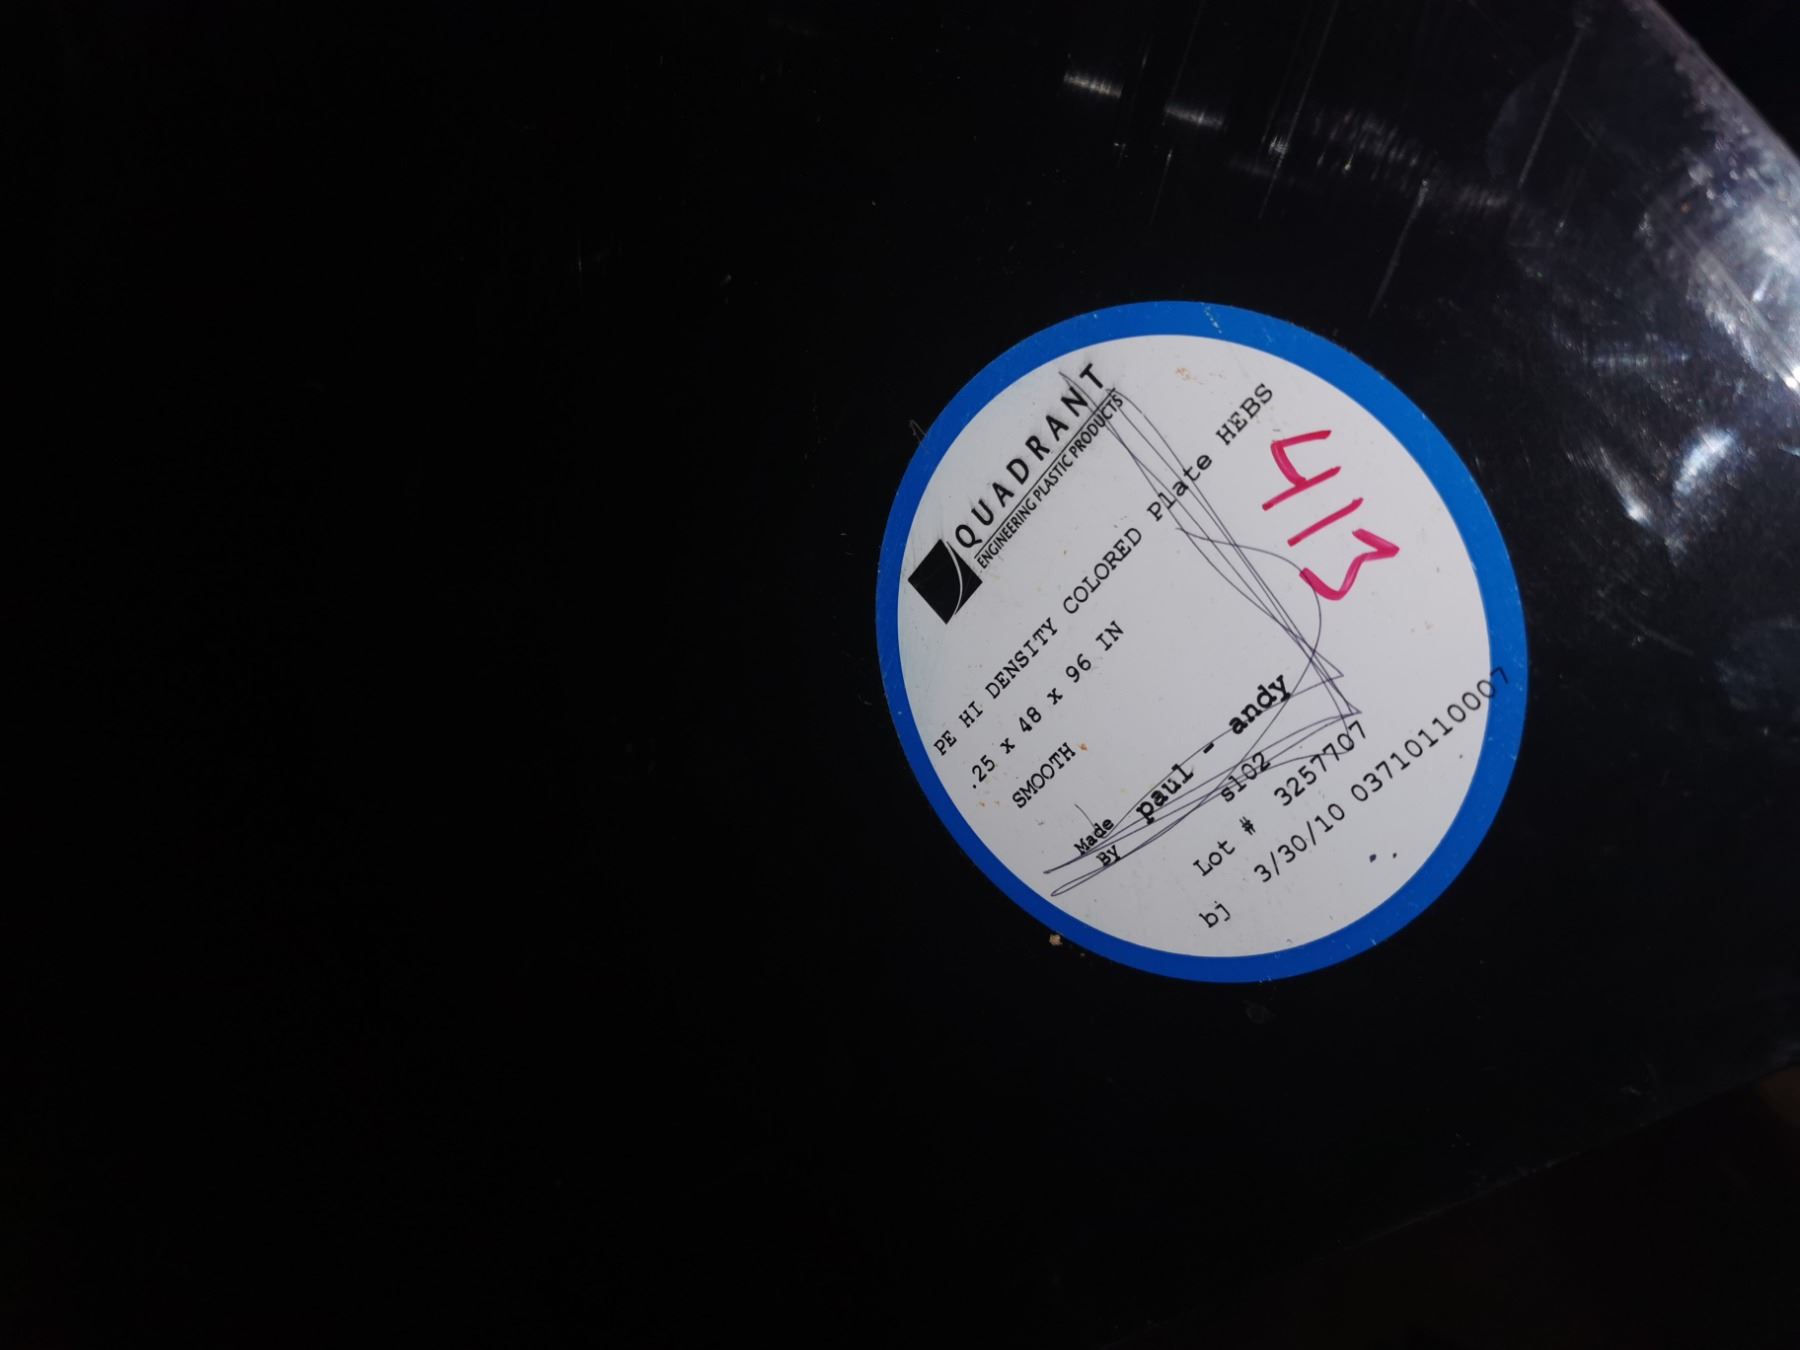 QUADRANT
ENGINEERING PLASTIC PRODUCTS
PE HI DENSITY COLORED Plate HEBS
.25 x 48 x 96 IN
SMOOTH
413
Made By paul - andy
s102
Lot # 3257707
3/30/10 03710110007
bj